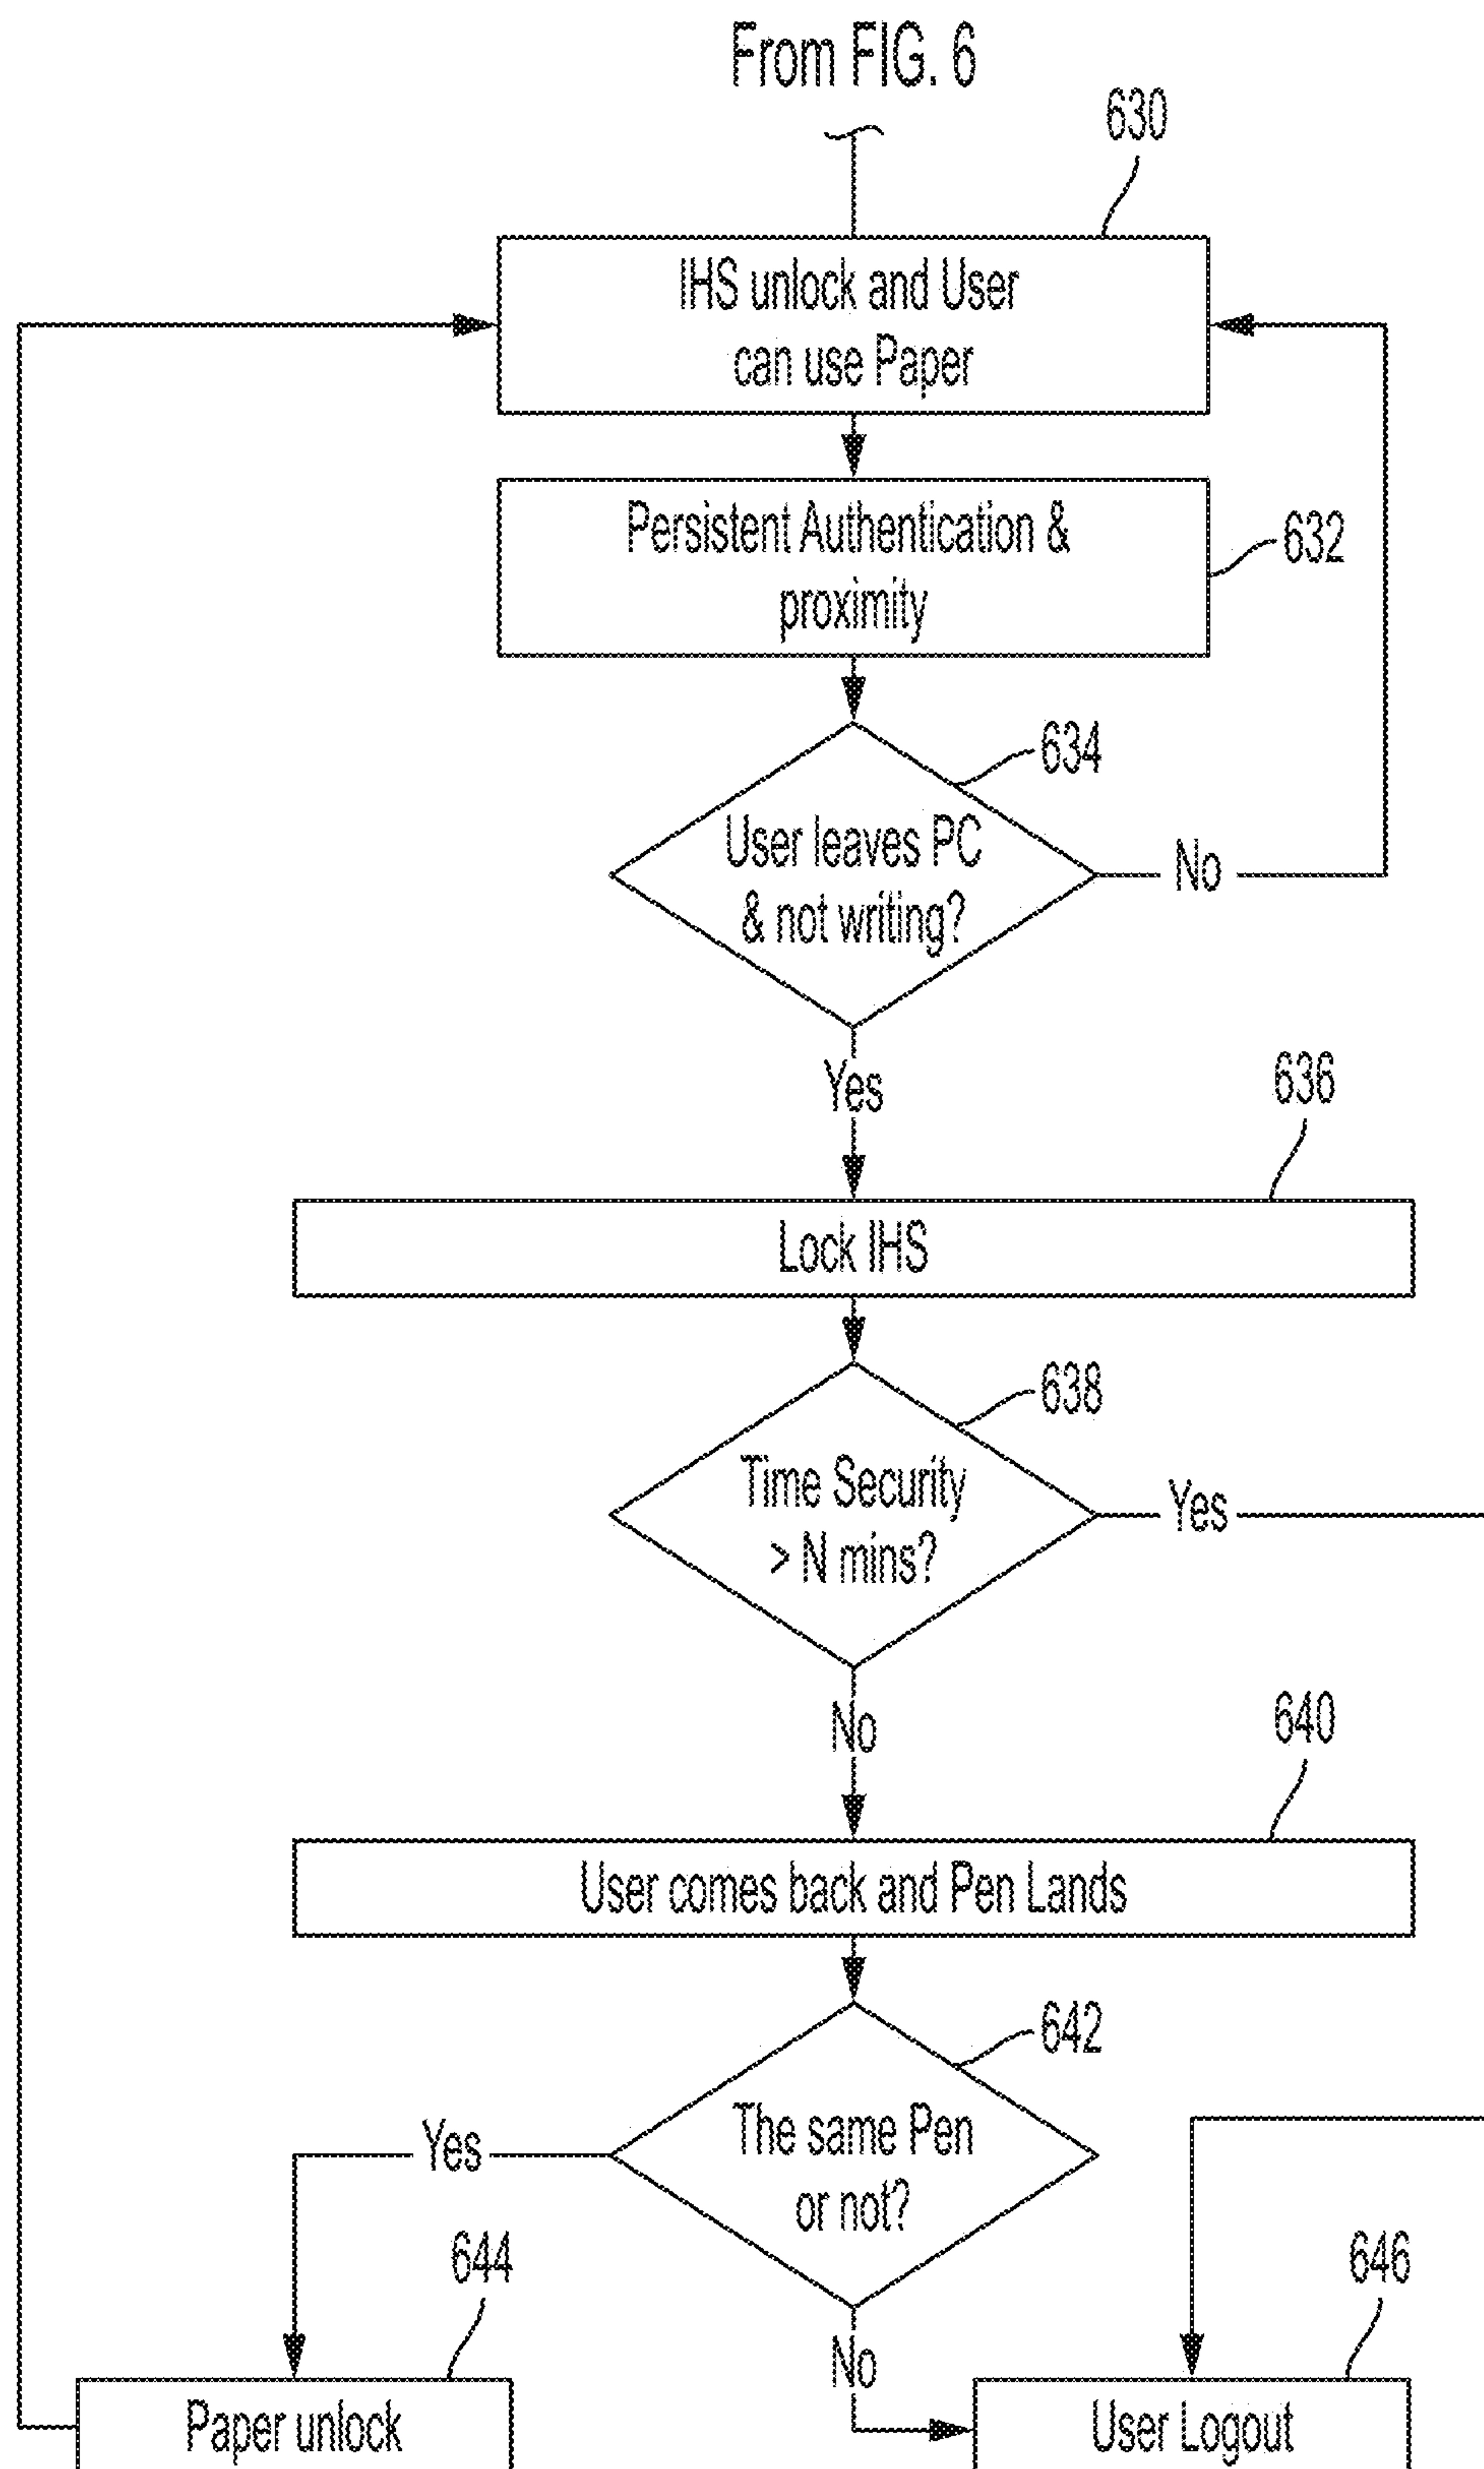 From FIG. 6
630
IHS unlock and User
can use Paper
Persistent Authentication &
proximity
632
634
User leaves PC
& not writing?
No
Yes
636
Lock IHS
638
Time Security
> N mins?
Yes
No
640
User comes back and Pen Lands
642
The same Pen
or not?
Yes
644
646
No
Paper unlock
User Logout